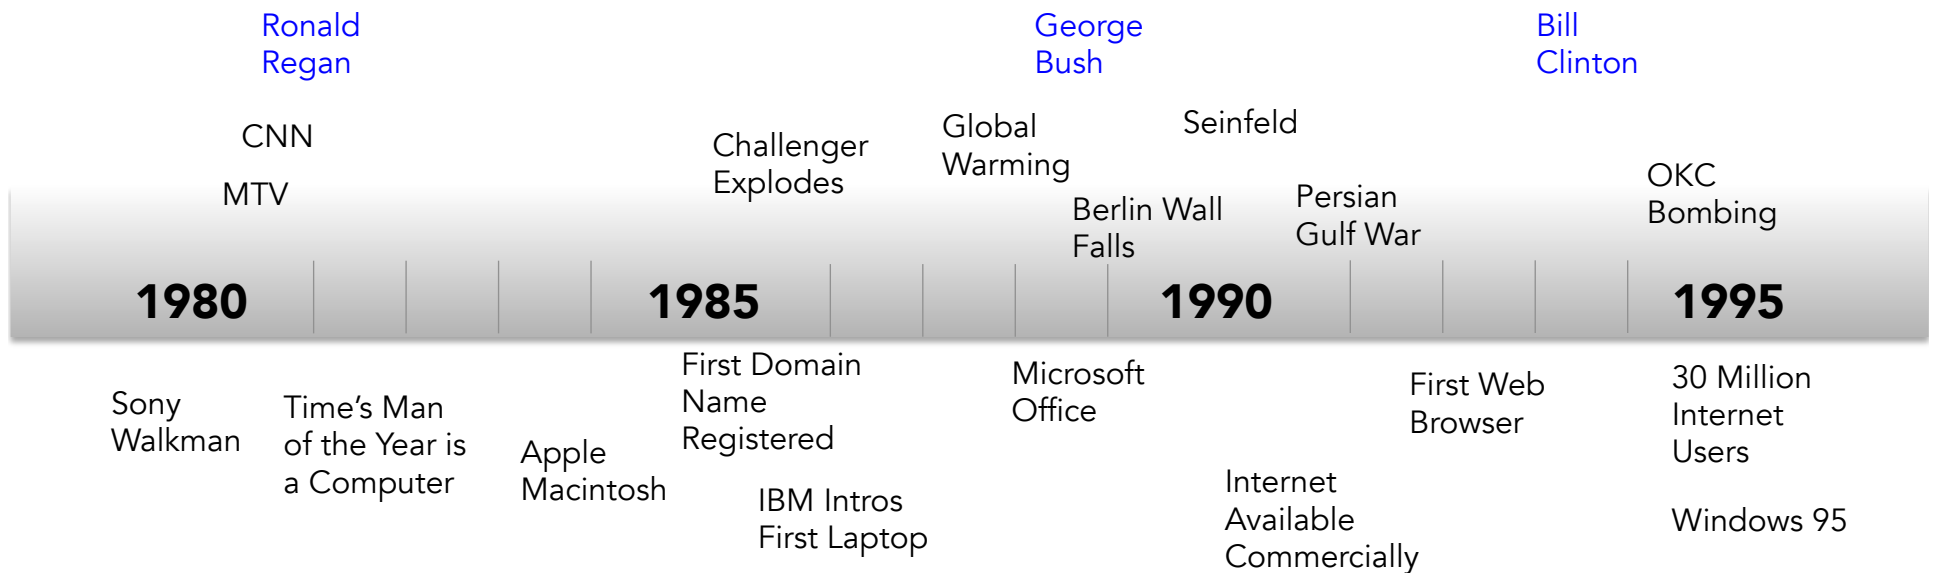 Ronald
Regan
George
Bush
Bill
Clinton
CNN
MTV
Challenger
Explodes
Global
Warming
Seinfeld
Berlin Wall
Falls
Persian
Gulf War
OKC
Bombing
1980
1985
1990
1995
Sony
Walkman
Time’s Man
of the Year is
a Computer
Apple
Macintosh
First Domain
Name
Registered
IBM Intros
First Laptop
Microsoft
Office
Internet
Available
Commercially
First Web
Browser
30 Million
Internet
Users
Windows 95